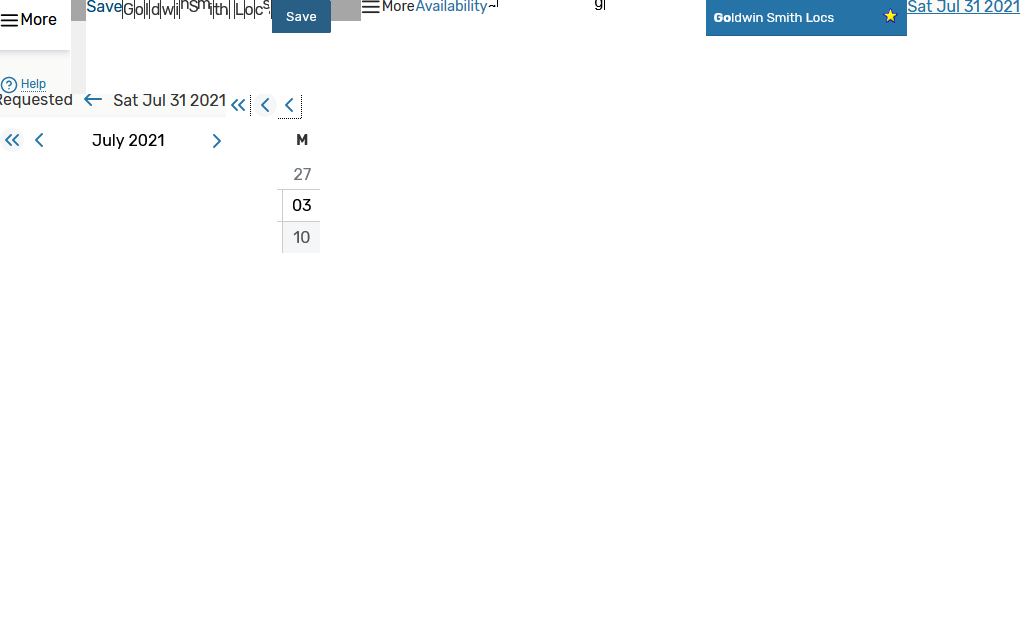 More Save Goldwin Smith Locs Save More Availability~ g Goldwin Smith Locs Sat Jul 31 2021
Help
Requested Sat Jul 31 2021
July 2021 M
27
03
10